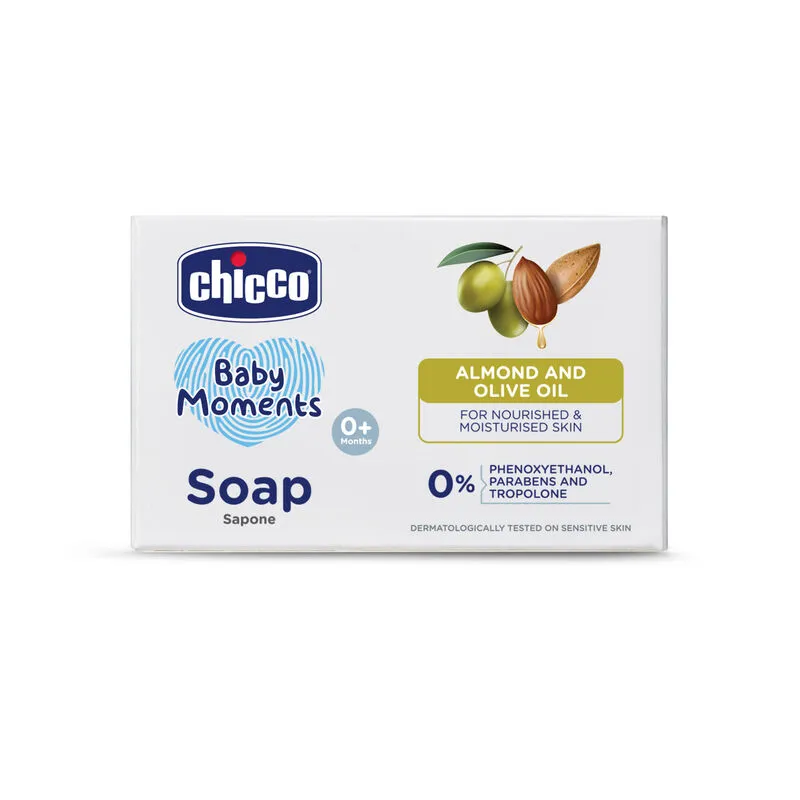 chicco
Baby
Moments
0+
Months
Soap
Sapone
ALMOND AND
OLIVE OIL
FOR NOURISHED &
MOISTURISED SKIN
0%
PHENOXYETHANOL,
PARABENS AND
TROPOLONE
DERMATOLOGICALLY TESTED ON SENSITIVE SKIN